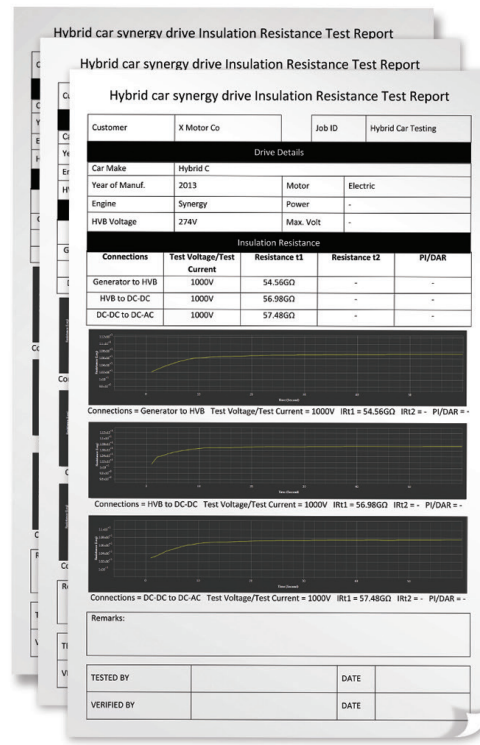 Hybrid car synergy drive Insulation Resistance Test Report
Hybrid car synergy drive Insulation Resistance Test Report
Hybrid car synergy drive Insulation Resistance Test Report
Customer X Motor Co Job ID Hybrid Car Testing
Drive Details
Car Make Hybrid C
Year of Manuf. 2013 Motor Electric
Engine Synergy Power -
HVB Voltage 274V Max. Volt -
Insulation Resistance
Connections Test Voltage/Test Current Resistance t1 Resistance t2 PI/DAR
Generator to HVB 1000V 54.56GΩ - -
HVB to DC-DC 1000V 56.98GΩ - -
DC-DC to DC-AC 1000V 57.48GΩ - -
Connections = Generator to HVB Test Voltage/Test Current = 1000V IRt1 = 54.56GΩ IRt2 = - PI/DAR = -
Connections = HVB to DC-DC Test Voltage/Test Current = 1000V IRt1 = 56.98GΩ IRt2 = - PI/DAR = -
Connections = DC-DC to DC-AC Test Voltage/Test Current = 1000V IRt1 = 57.48GΩ IRt2 = - PI/DAR = -
Remarks:
TESTED BY DATE
VERIFIED BY DATE